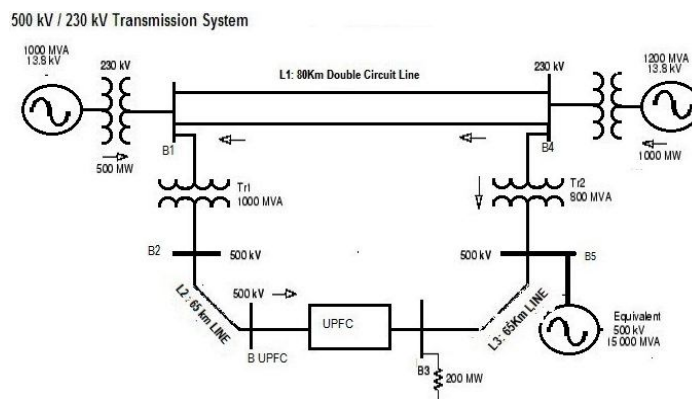 500 kV / 230 kV Transmission System
1000 MVA
13.8 kV
230 kV
L1: 80Km Double Circuit Line
230 kV
1200 MVA
13.8 kV
500 MW
B1
B4
1000 MW
Tr1
1000 MVA
Tr2
800 MVA
B2
500 kV
500 kV
B5
L2: 65 km LINE
500 kV
UPFC
L3: 65Km LINE
Equivalent
500 kV
15 000 MVA
B UPFC
B3
200 MW